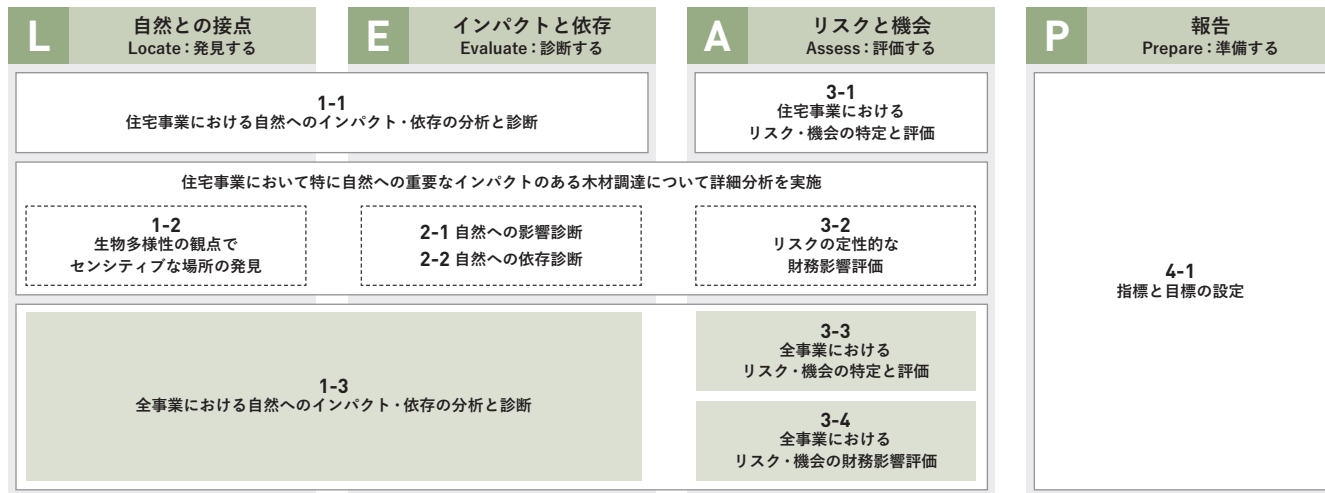 L
自然との接点
Locate：発見する
E
インパクトと依存
Evaluate：診断する
A
リスクと機会
Assess：評価する
P
報告
Prepare：準備する
1-1
住宅事業における自然へのインパクト・依存の分析と診断
3-1
住宅事業における
リスク・機会の特定と評価
住宅事業において特に自然への重要なインパクトのある木材調達について詳細分析を実施
1-2
生物多様性の観点で
センシティブな場所の発見
2-1 自然への影響診断
2-2 自然への依存診断
3-2
リスクの定性的な
財務影響評価
4-1
指標と目標の設定
1-3
全事業における自然へのインパクト・依存の分析と診断
3-3
全事業における
リスク・機会の特定と評価
3-4
全事業における
リスク・機会の財務影響評価